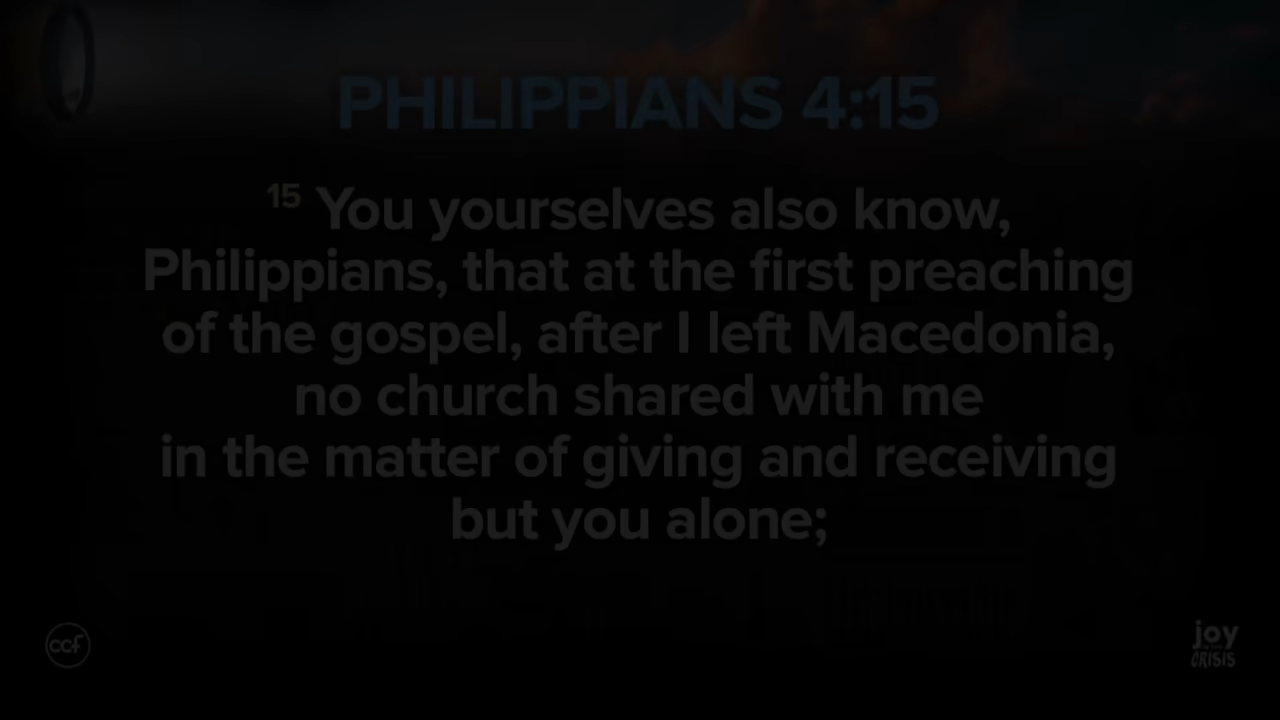 PHILIPPIANS 4:15
15 You yourselves also know,
Philippians, that at the first preaching
of the gospel, after I left Macedonia,
no church shared with me
in the matter of giving and receiving
but you alone;
ccf
joy
CRISIS